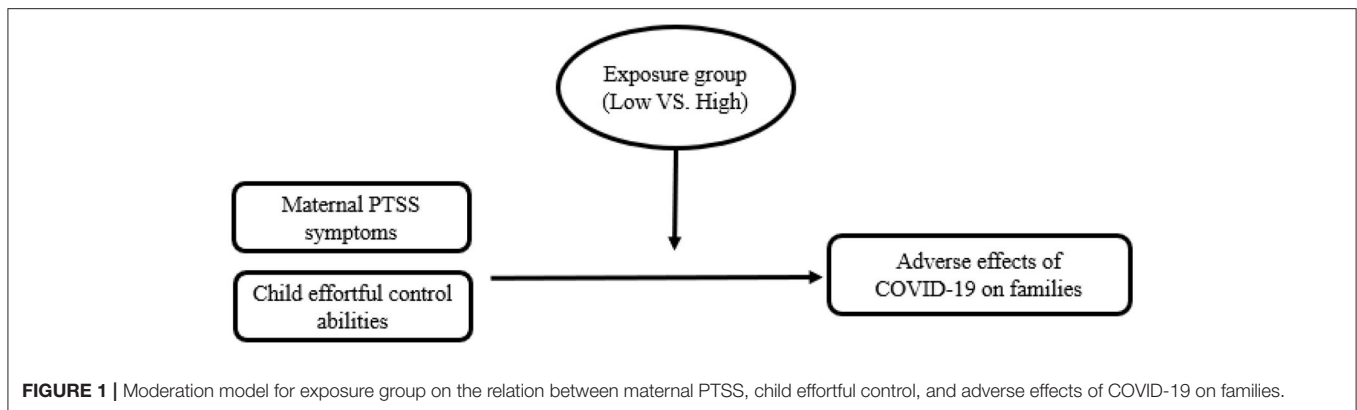 Exposure group
(Low VS. High)
Maternal PTSS
symptoms
Child effortful control
abilities
Adverse effects of
COVID-19 on families
FIGURE 1 | Moderation model for exposure group on the relation between maternal PTSS, child effortful control, and adverse effects of COVID-19 on families.